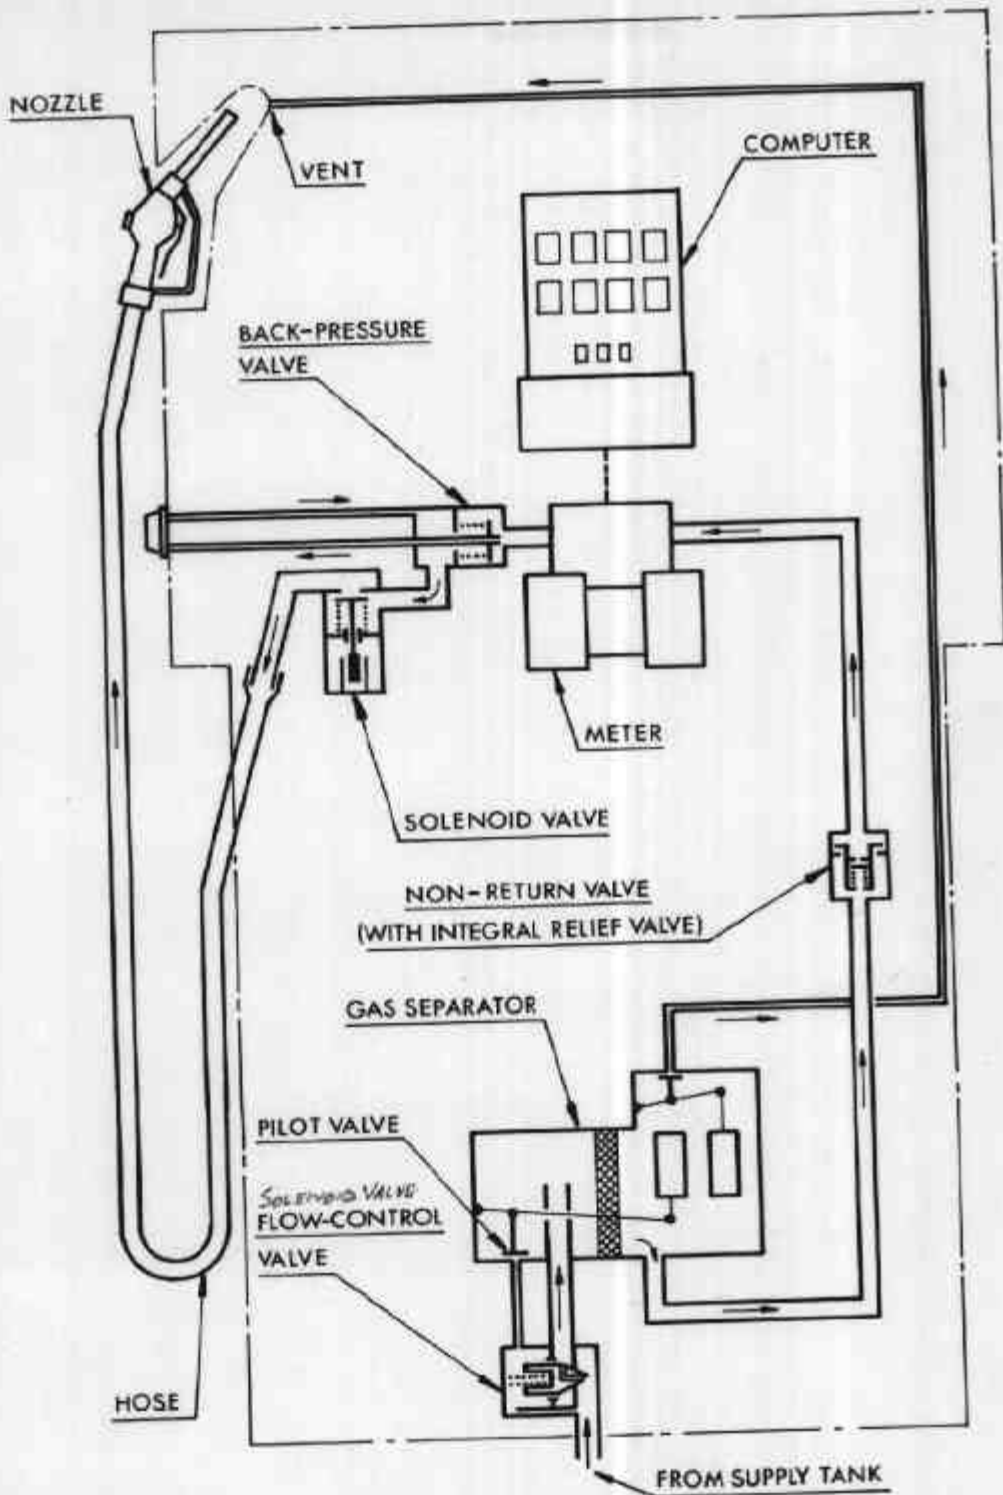 NOZZLE
VENT
COMPUTER
BACK-PRESSURE
VALVE
METER
SOLENOID VALVE
NON-RETURN VALVE
(WITH INTEGRAL RELIEF VALVE)
GAS SEPARATOR
PILOT VALVE
SOLENOID VALVE
FLOW-CONTROL
VALVE
HOSE
FROM SUPPLY TANK